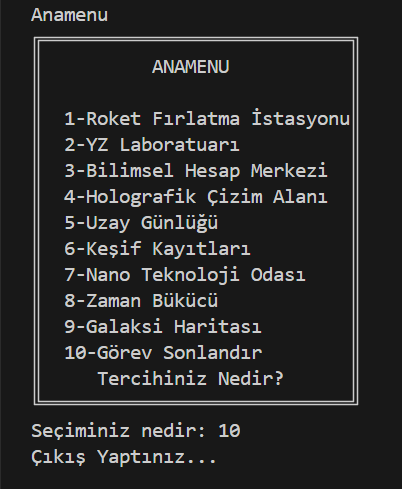 Anamenu
ANAMENU
1-Roket Fırlatma İstasyonu
2-YZ Laboratuarı
3-Bilimsel Hesap Merkezi
4-Holografik Çizim Alanı
5-Uzay Günlüğü
6-Keşif Kayıtları
7-Nano Teknoloji Odası
8-Zaman Bükücü
9-Galaksi Haritası
10-Görev Sonlandır
Tercihiniz Nedir?
Seçiminiz nedir: 10
Çıkış Yaptınız...